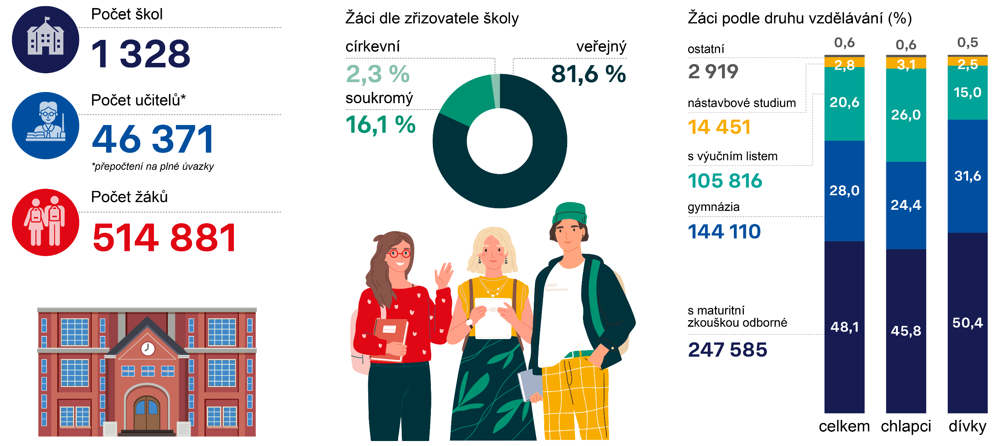 Počet škol
1 328
Počet učitelů*
46 371
*přepočtení na plné úvazky
Počet žáků
514 881
Žáci dle zřizovatele školy
církevní
2,3 %
soukromý
16,1 %
veřejný
81,6 %
Žáci podle druhu vzdělávání (%)
ostatní
2 919
nástavbové studium
14 451
s výučním listem
105 816
gymnázia
144 110
s maturitní
zkouškou odborné
247 585
0,6
2,8
20,6
28,0
48,1
celkem
0,6
3,1
26,0
24,4
45,8
chlapci
0,5
2,5
15,0
31,6
50,4
dívky